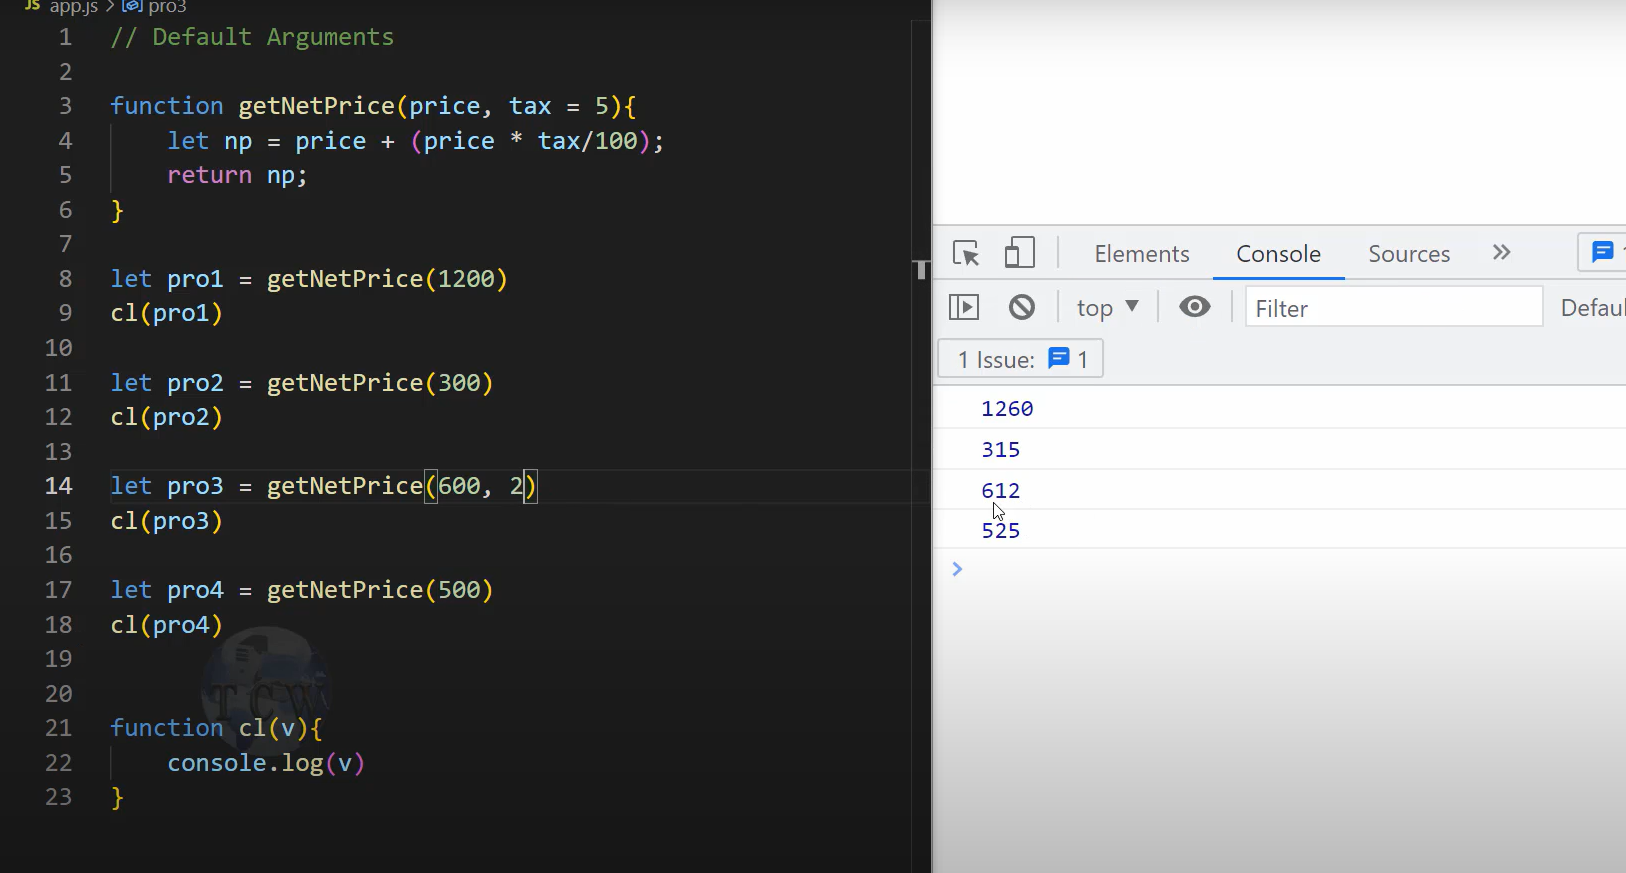 JS app.js > pro3
1 // Default Arguments
2
3 function getNetPrice(price, tax = 5){
4 let np = price + (price * tax/100);
5 return np;
6 }
7
8 let pro1 = getNetPrice(1200)
9 cl(pro1)
10
11 let pro2 = getNetPrice(300)
12 cl(pro2)
13
14 let pro3 = getNetPrice(600, 2)
15 cl(pro3)
16
17 let pro4 = getNetPrice(500)
18 cl(pro4)
19
20
TCW
21 function cl(v){
22 console.log(v)
23 }
Elements Console Sources »
top ▼ Filter Defau
1 Issue: 1
1260
315
612
525
>